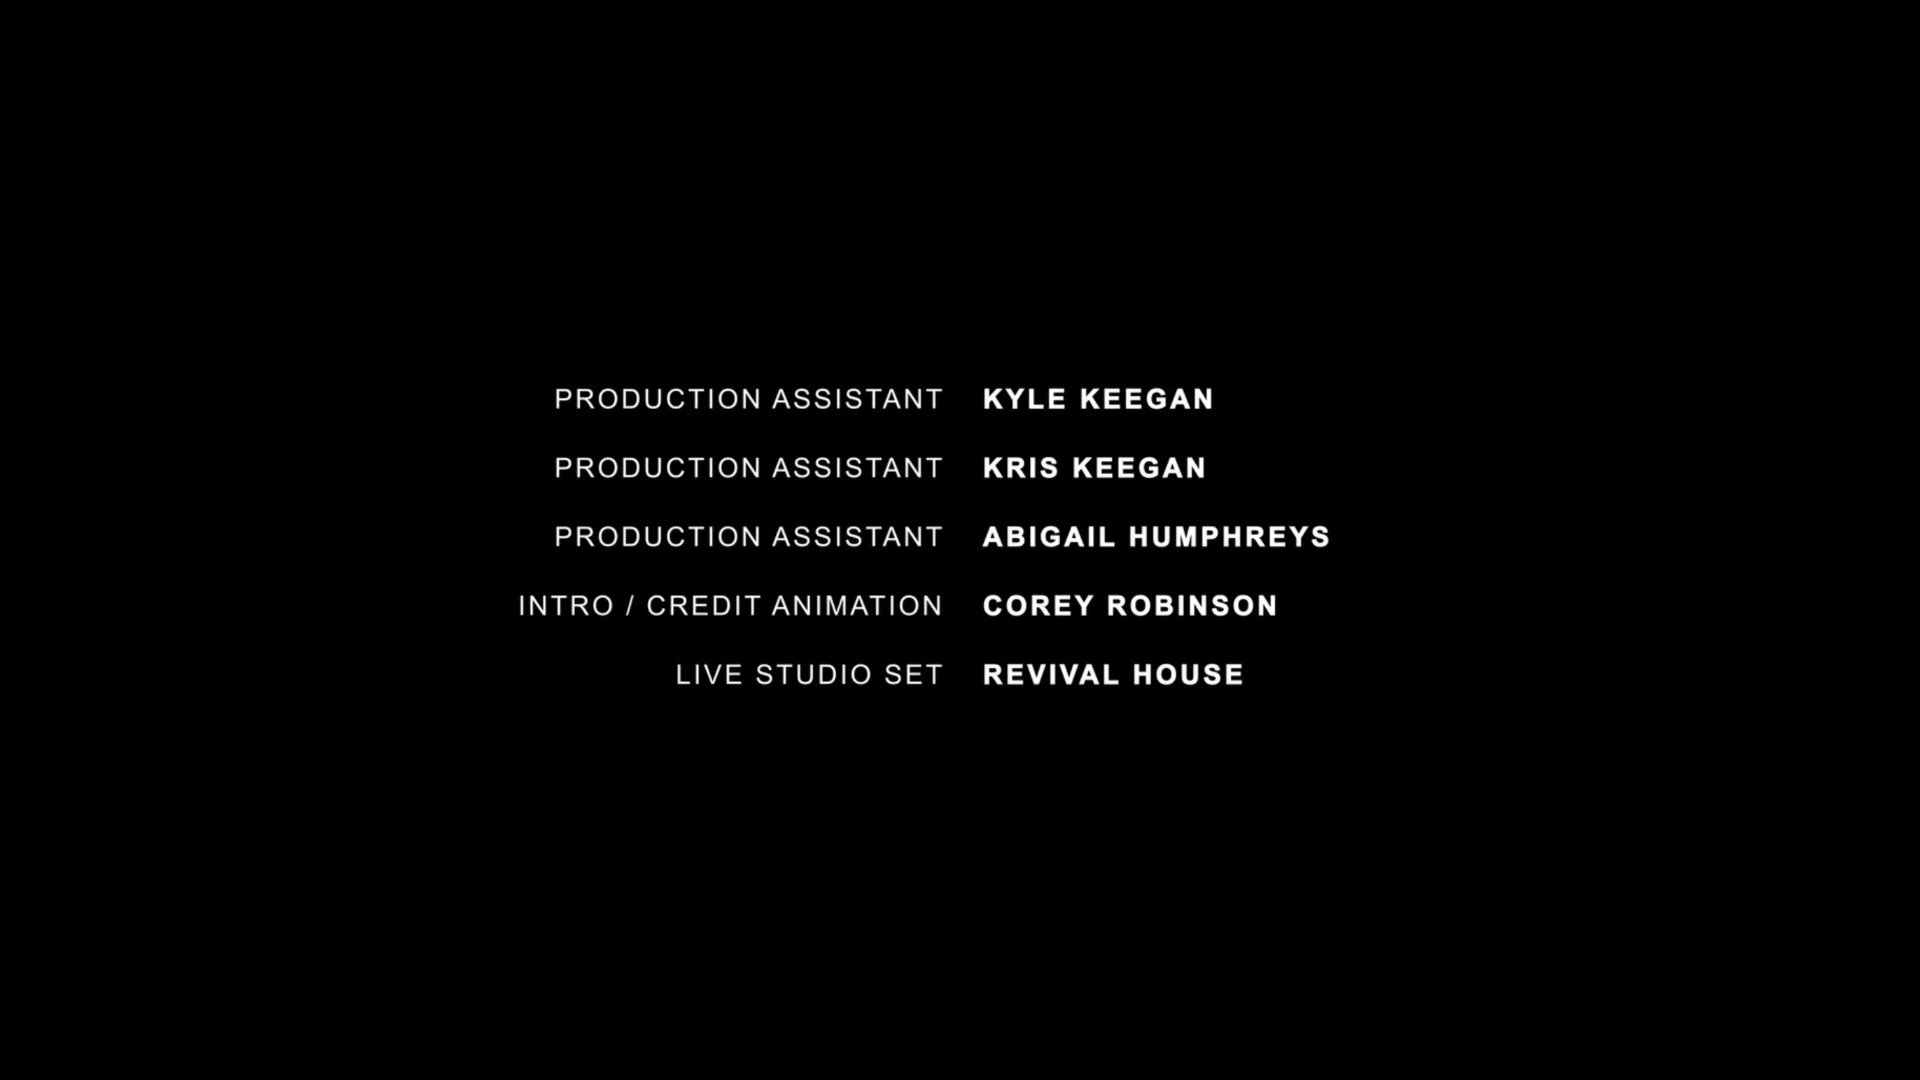 PRODUCTION ASSISTANT KYLE KEEGAN
PRODUCTION ASSISTANT KRIS KEEGAN
PRODUCTION ASSISTANT ABIGAIL HUMPHREYS
INTRO / CREDIT ANIMATION COREY ROBINSON
LIVE STUDIO SET REVIVAL HOUSE